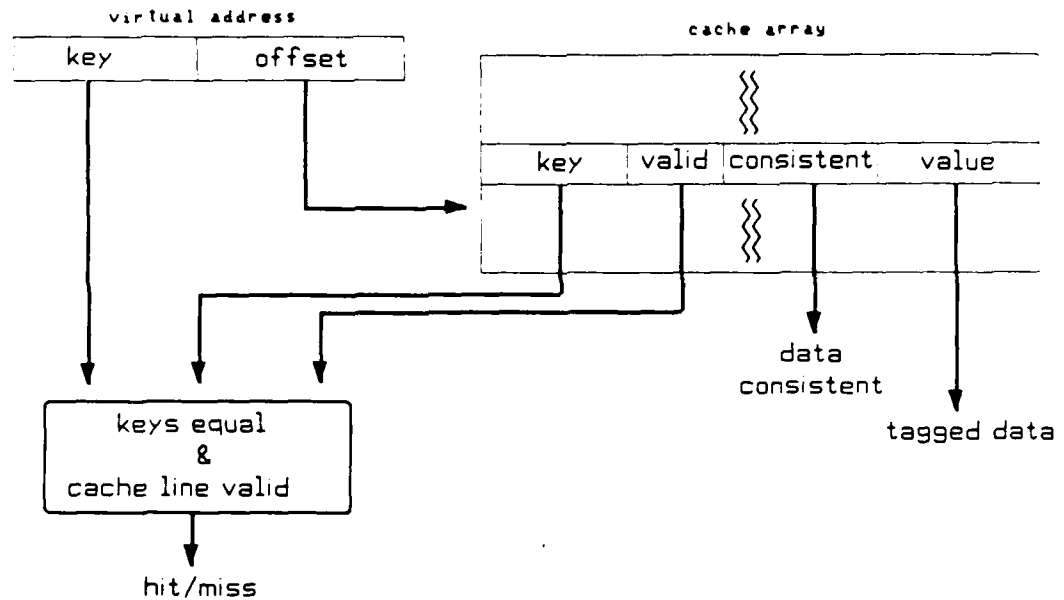 virtual address
key offset
cache array
key valid consistent value
data
consistent
tagged data
keys equal
&
cache line valid
hit/miss